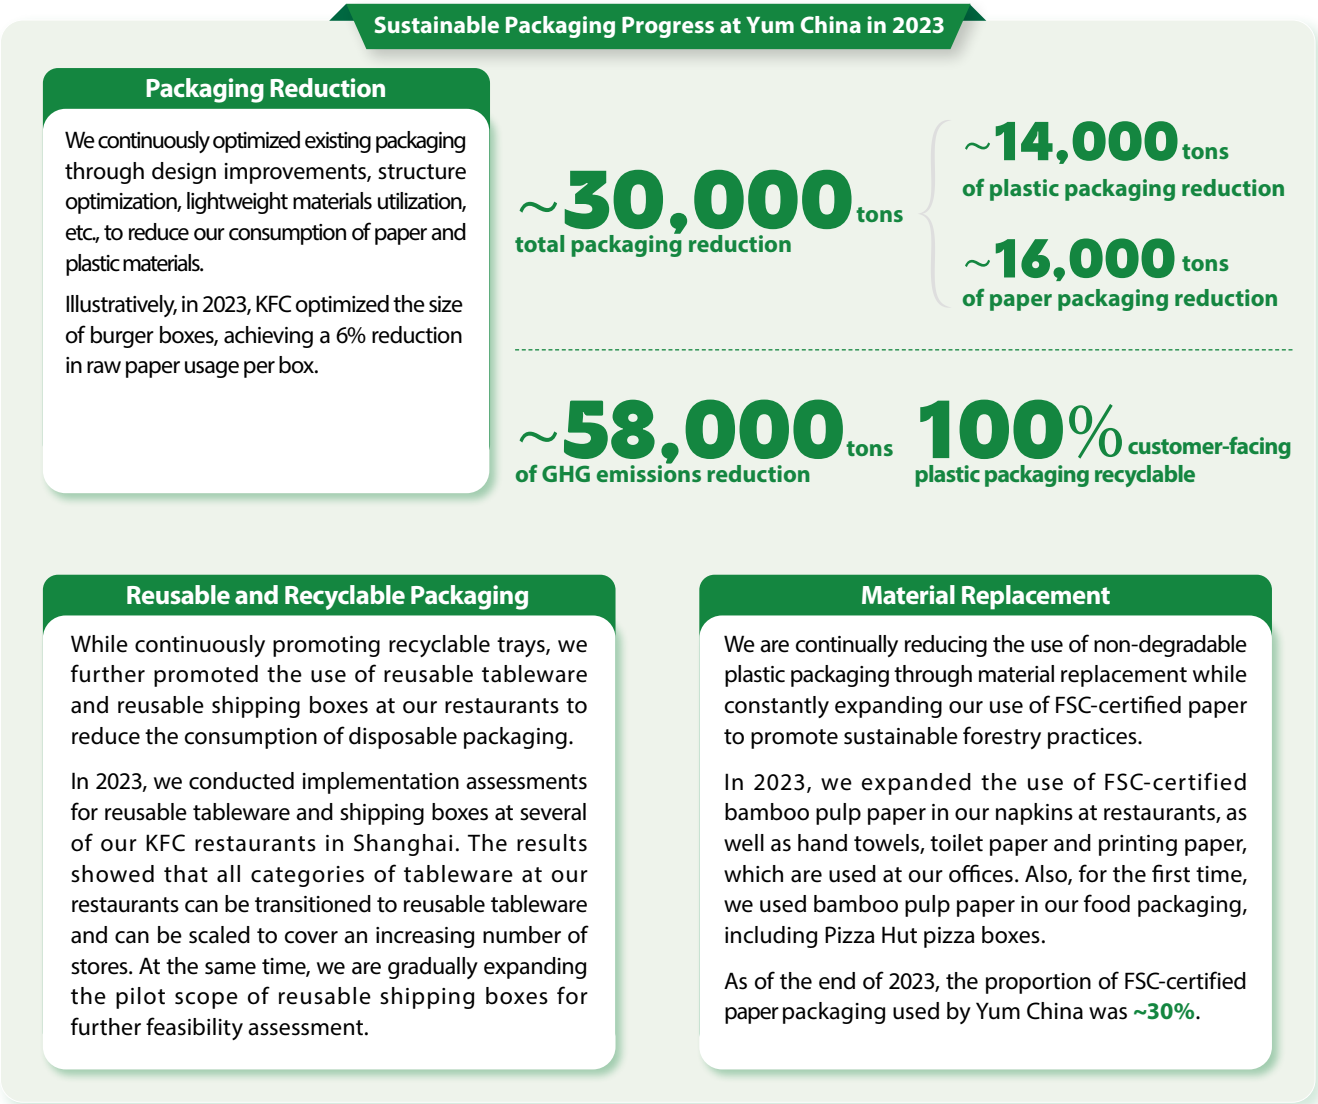 Sustainable Packaging Progress at Yum China in 2023
Packaging Reduction
We continuously optimized existing packaging
through design improvements, structure
optimization, lightweight materials utilization,
etc., to reduce our consumption of paper and
plastic materials.
Illustratively, in 2023, KFC optimized the size
of burger boxes, achieving a 6% reduction
in raw paper usage per box.
~30,000 tons
total packaging reduction
~14,000 tons
of plastic packaging reduction
~16,000 tons
of paper packaging reduction
~58,000 tons
of GHG emissions reduction
100% customer-facing
plastic packaging recyclable
Reusable and Recyclable Packaging
While continuously promoting recyclable trays, we
further promoted the use of reusable tableware
and reusable shipping boxes at our restaurants to
reduce the consumption of disposable packaging.
In 2023, we conducted implementation assessments
for reusable tableware and shipping boxes at several
of our KFC restaurants in Shanghai. The results
showed that all categories of tableware at our
restaurants can be transitioned to reusable tableware
and can be scaled to cover an increasing number of
stores. At the same time, we are gradually expanding
the pilot scope of reusable shipping boxes for
further feasibility assessment.
Material Replacement
We are continually reducing the use of non-degradable
plastic packaging through material replacement while
constantly expanding our use of FSC-certified paper
to promote sustainable forestry practices.
In 2023, we expanded the use of FSC-certified
bamboo pulp paper in our napkins at restaurants, as
well as hand towels, toilet paper and printing paper,
which are used at our offices. Also, for the first time,
we used bamboo pulp paper in our food packaging,
including Pizza Hut pizza boxes.
As of the end of 2023, the proportion of FSC-certified
paper packaging used by Yum China was ~30%.